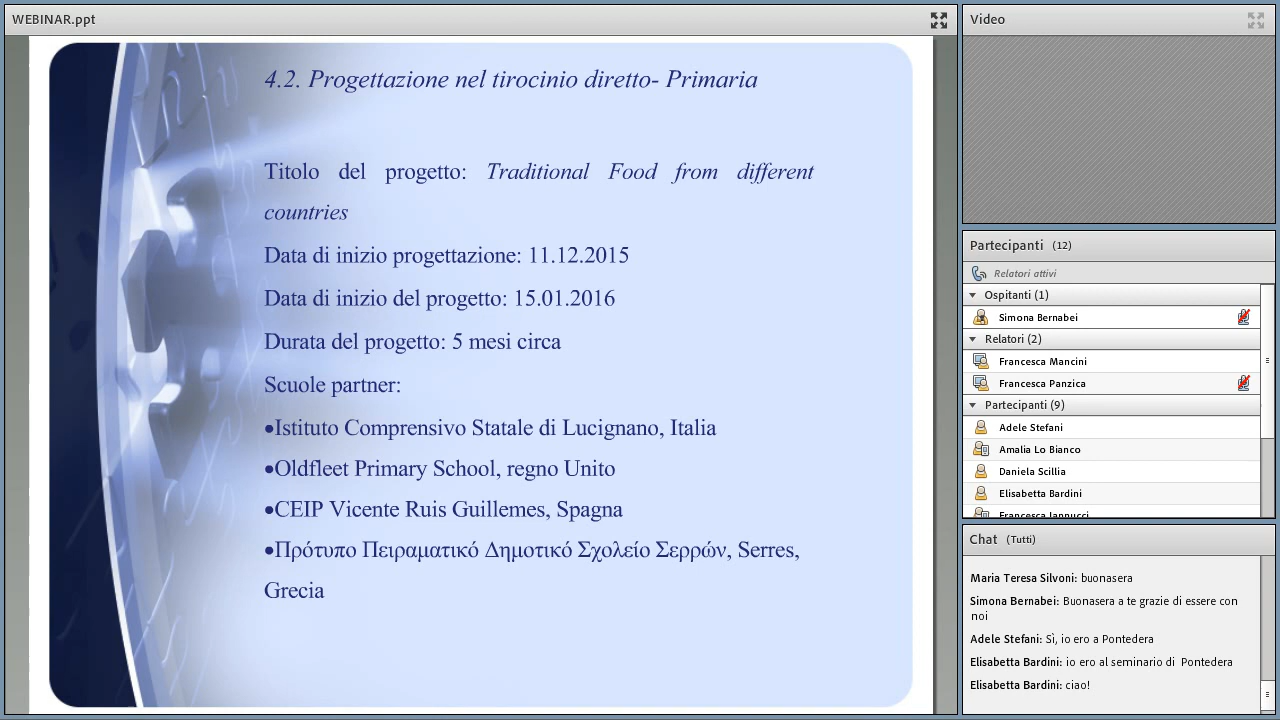 WEBINAR.ppt
4.2. Progettazione nel tirocinio diretto- Primaria
Titolo del progetto: Traditional Food from different
countries
Data di inizio progettazione: 11.12.2015
Data di inizio del progetto: 15.01.2016
Durata del progetto: 5 mesi circa
Scuole partner:
•Istituto Comprensivo Statale di Lucignano, Italia
•Oldfleet Primary School, regno Unito
•CEIP Vicente Ruis Guillemes, Spagna
•Πρότυπο Πειραματικό Δημοτικό Σχολείο Σερρών, Serres,
Grecia
Video
Partecipanti (12)
Relatori attivi
Ospitanti (1)
Simona Bernabei
Relatori (2)
Francesca Mancini
Francesca Panzica
Partecipanti (9)
Adele Stefani
Amalia Lo Bianco
Daniela Scillia
Elisabetta Bardini
Francesca Iannucci
Chat (Tutti)
Maria Teresa Silvoni: buonasera
Simona Bernabei: Buonasera a te grazie di essere con
noi
Adele Stefani: Sì, io ero a Pontedera
Elisabetta Bardini: io ero al seminario di Pontedera
Elisabetta Bardini: ciao!